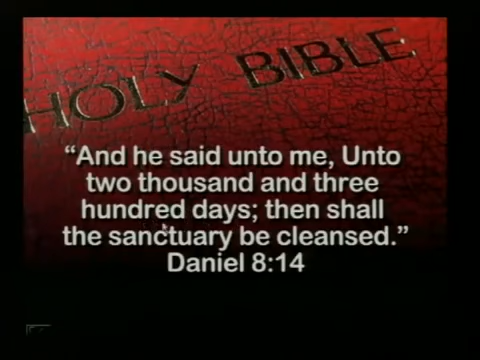 HOLY BIBLE
“And he said unto me, Unto
two thousand and three
hundred days; then shall
the sanctuary be cleansed.”
Daniel 8:14